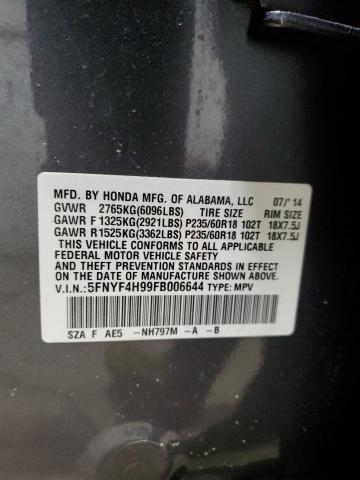 MFD. BY HONDA MFG. OF ALABAMA, LLC 07/'14
GVWR 2765KG(6096LBS) TIRE SIZE RIM SIZE
GAWR F 1325KG(2921LBS) P235/60R18 102T 18X7.5J
GAWR R1525KG(3362LBS) P235/60R18 102T 18X7.5J
THIS VEHICLE CONFORMS TO ALL APPLICABLE
FEDERAL MOTOR VEHICLE SAFETY
AND THEFT PREVENTION STANDARDS IN EFFECT
ON THE DATE OF MANUFACTURE SHOWN ABOVE.
V.I.N.: 5FNYF4H99FB006644 TYPE: MPV
SZA F AE5 -NH797M -A -B